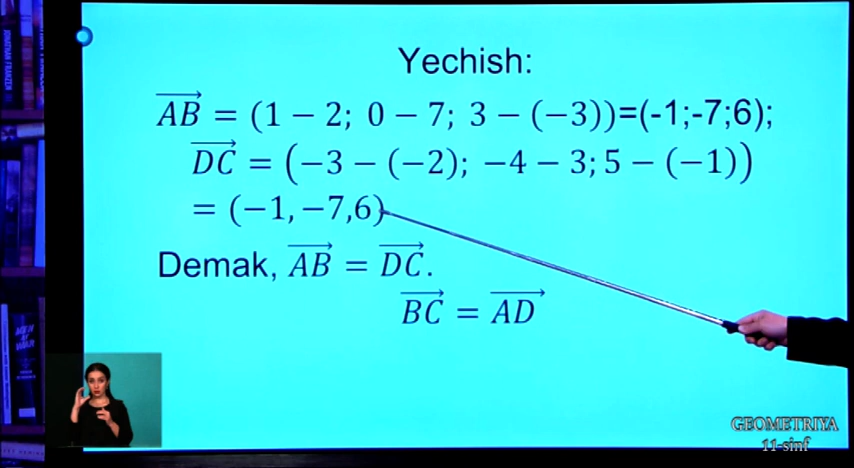 Yechish:
AB⃗ = (1 − 2; 0 − 7; 3 − (−3))=(-1;-7;6);
DC⃗ = (−3 − (−2); −4 − 3; 5 − (−1))
= (−1, −7,6)
Demak, AB⃗ = DC⃗.
BC⃗ = AD⃗
GEOMETRIYA
11-sinf